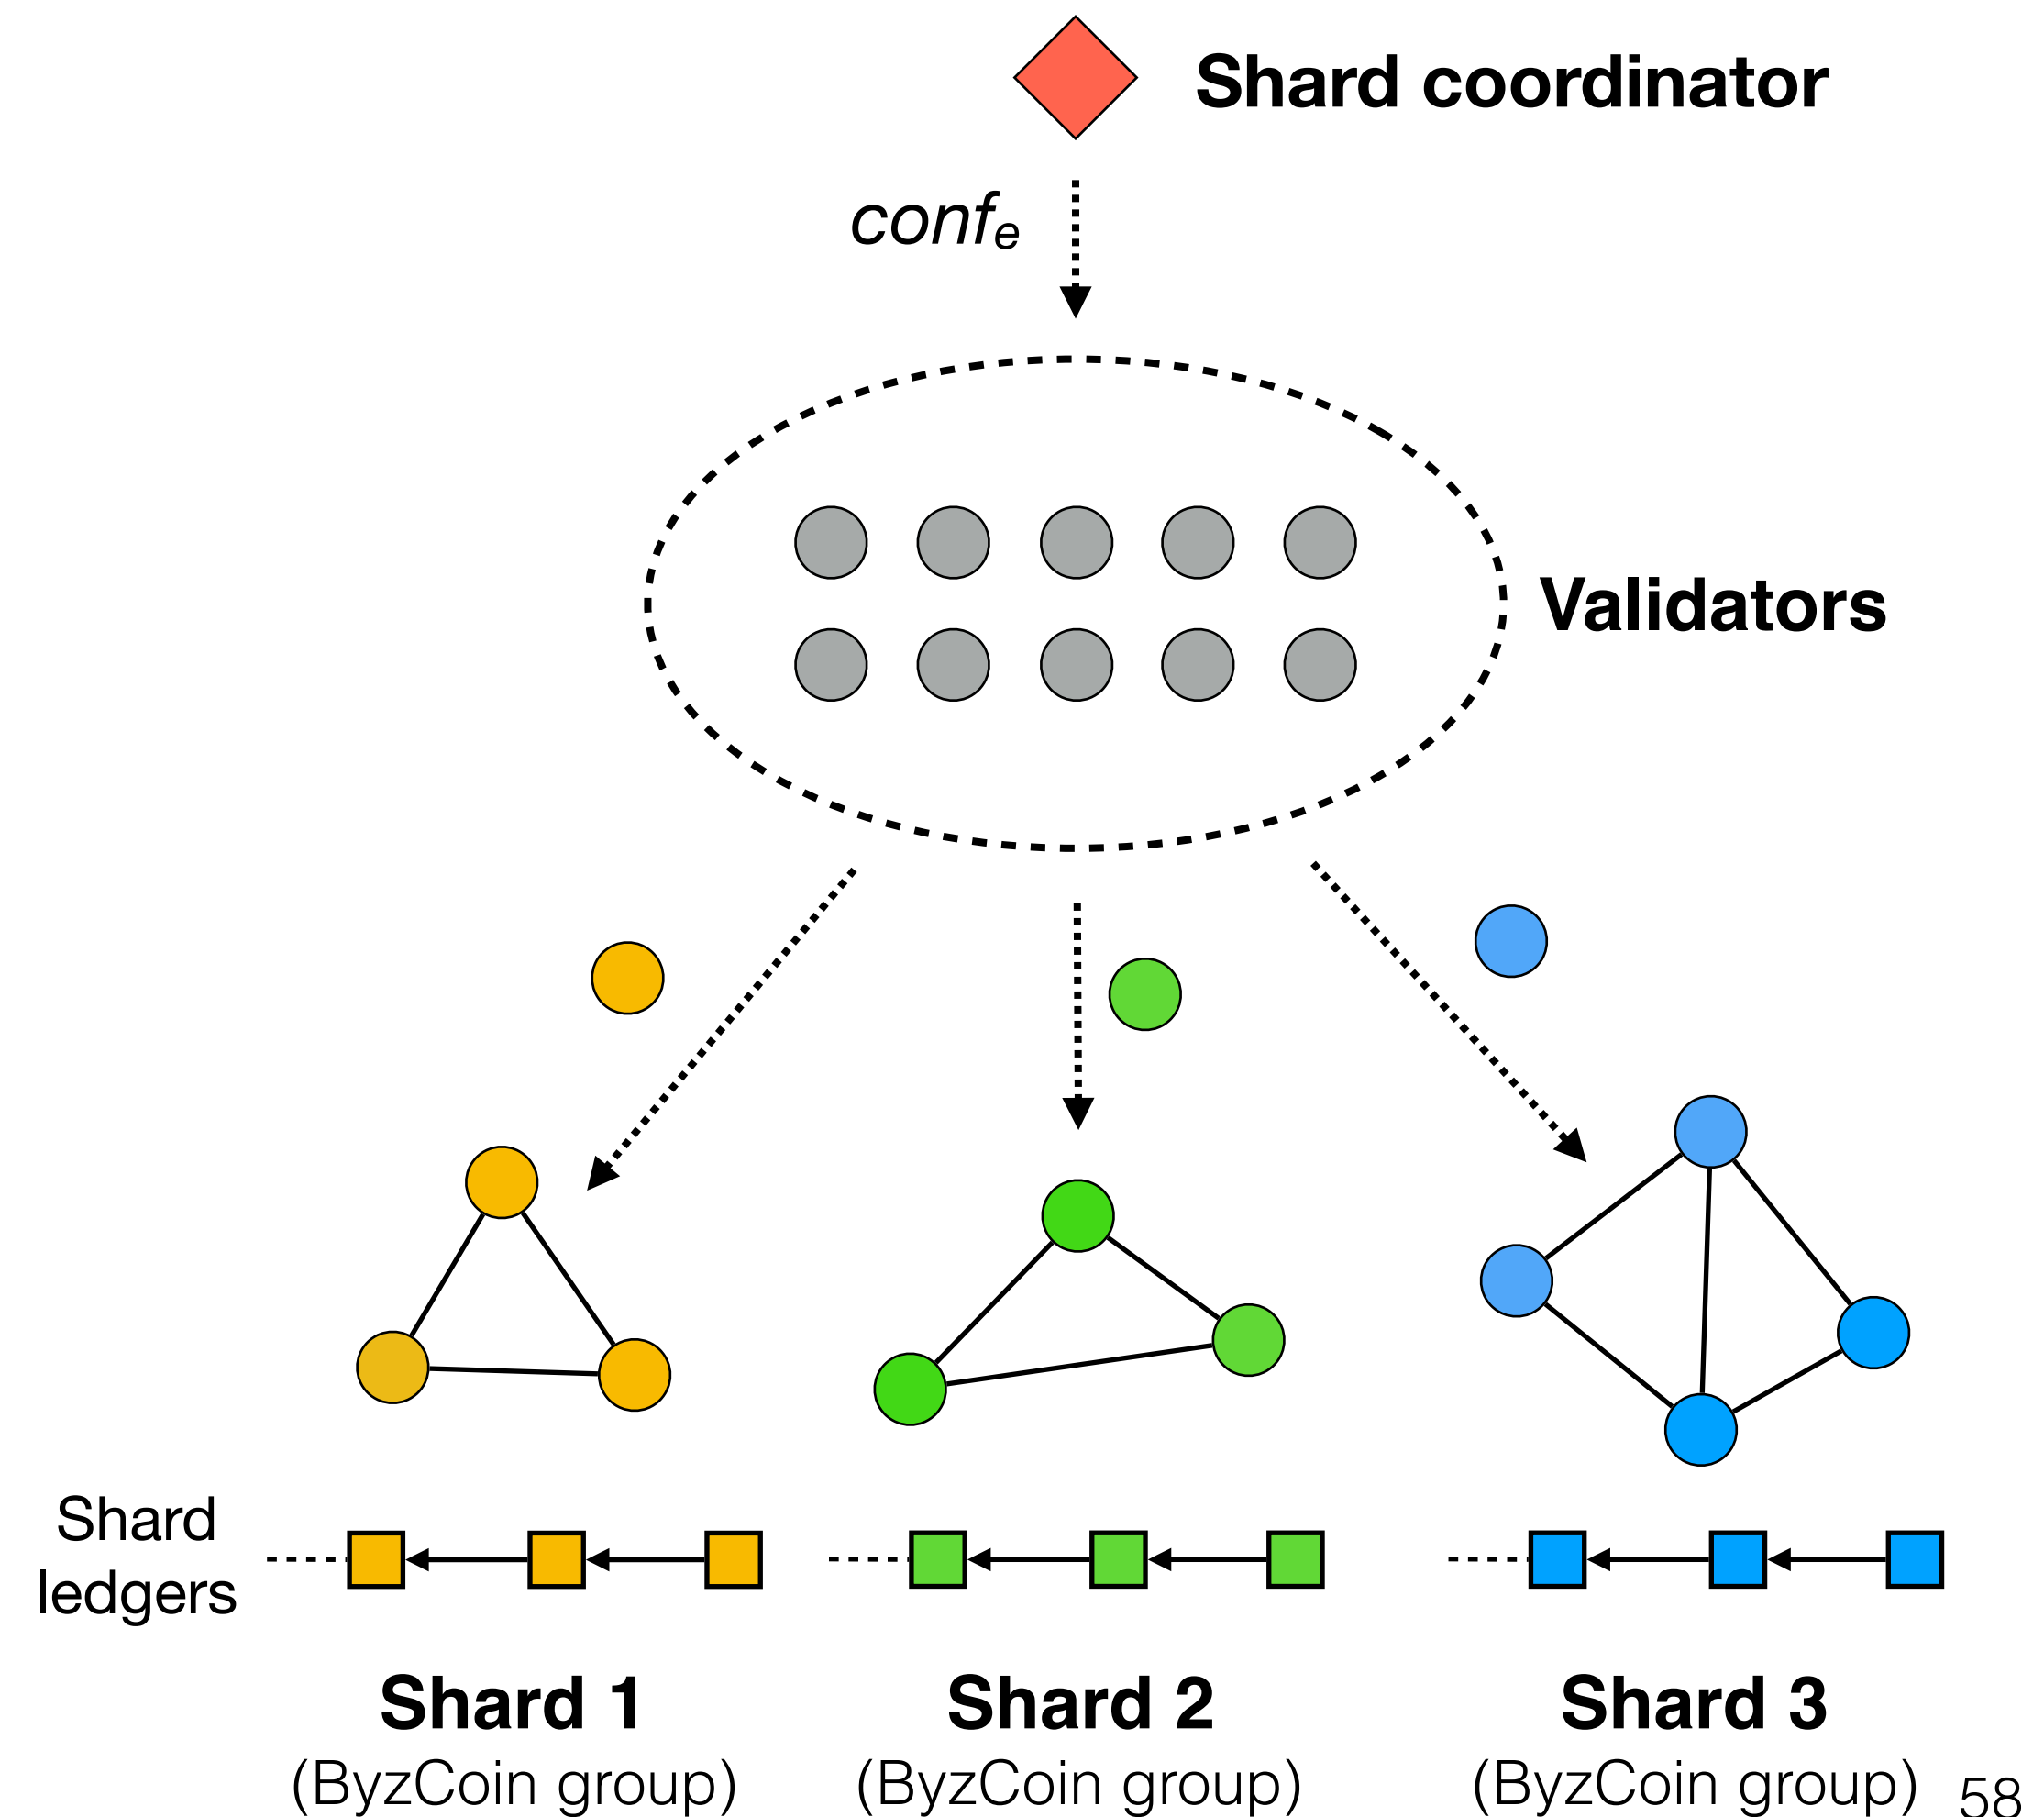 Shard coordinator
confₑ
Validators
Shard
ledgers
Shard 1
(ByzCoin group)
Shard 2
(ByzCoin group)
Shard 3
(ByzCoin group)
58